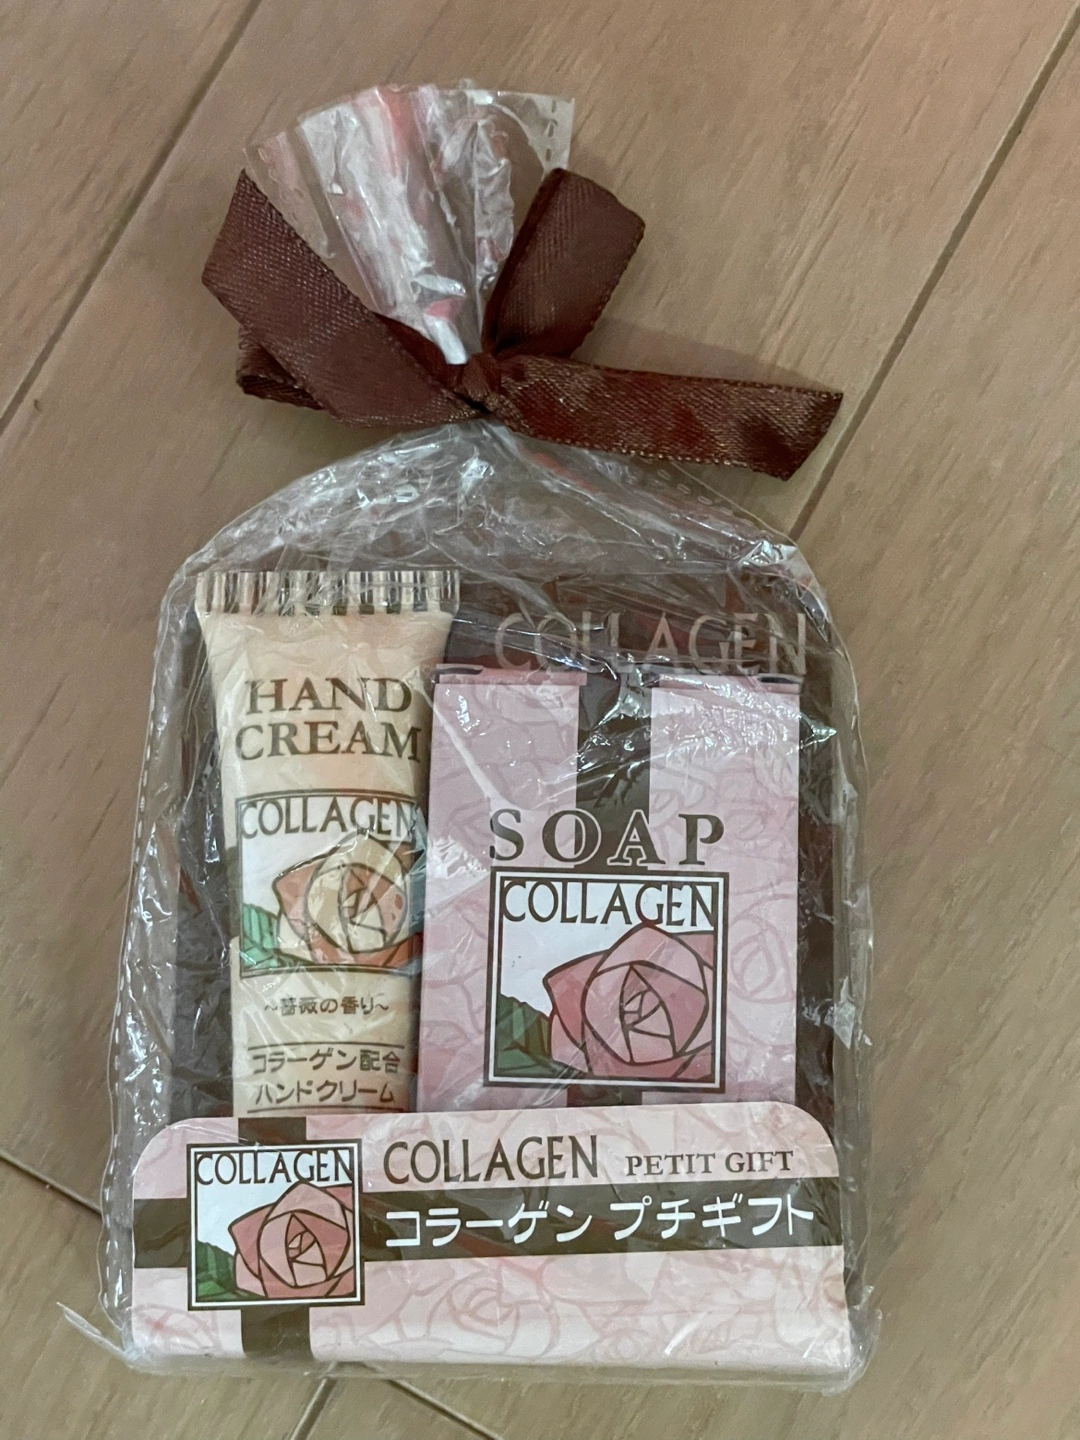 COLLAGEN
HAND
CREAM
COLLAGEN
~薔薇の香り~
コラーゲン配合
ハンドクリーム
SOAP
COLLAGEN
COLLAGEN
COLLAGEN PETIT GIFT
コラーゲン プチギフト